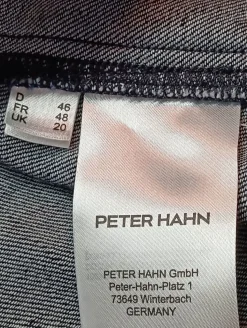 D 46
FR 48
UK 20
PETER HAHN
PETER HAHN GmbH
Peter-Hahn-Platz 1
73649 Winterbach
GERMANY